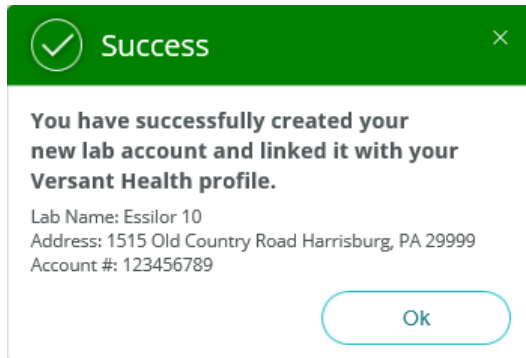 Success
You have successfully created your
new lab account and linked it with your
Versant Health profile.
Lab Name: Essilor 10
Address: 1515 Old Country Road Harrisburg, PA 29999
Account #: 123456789
Ok